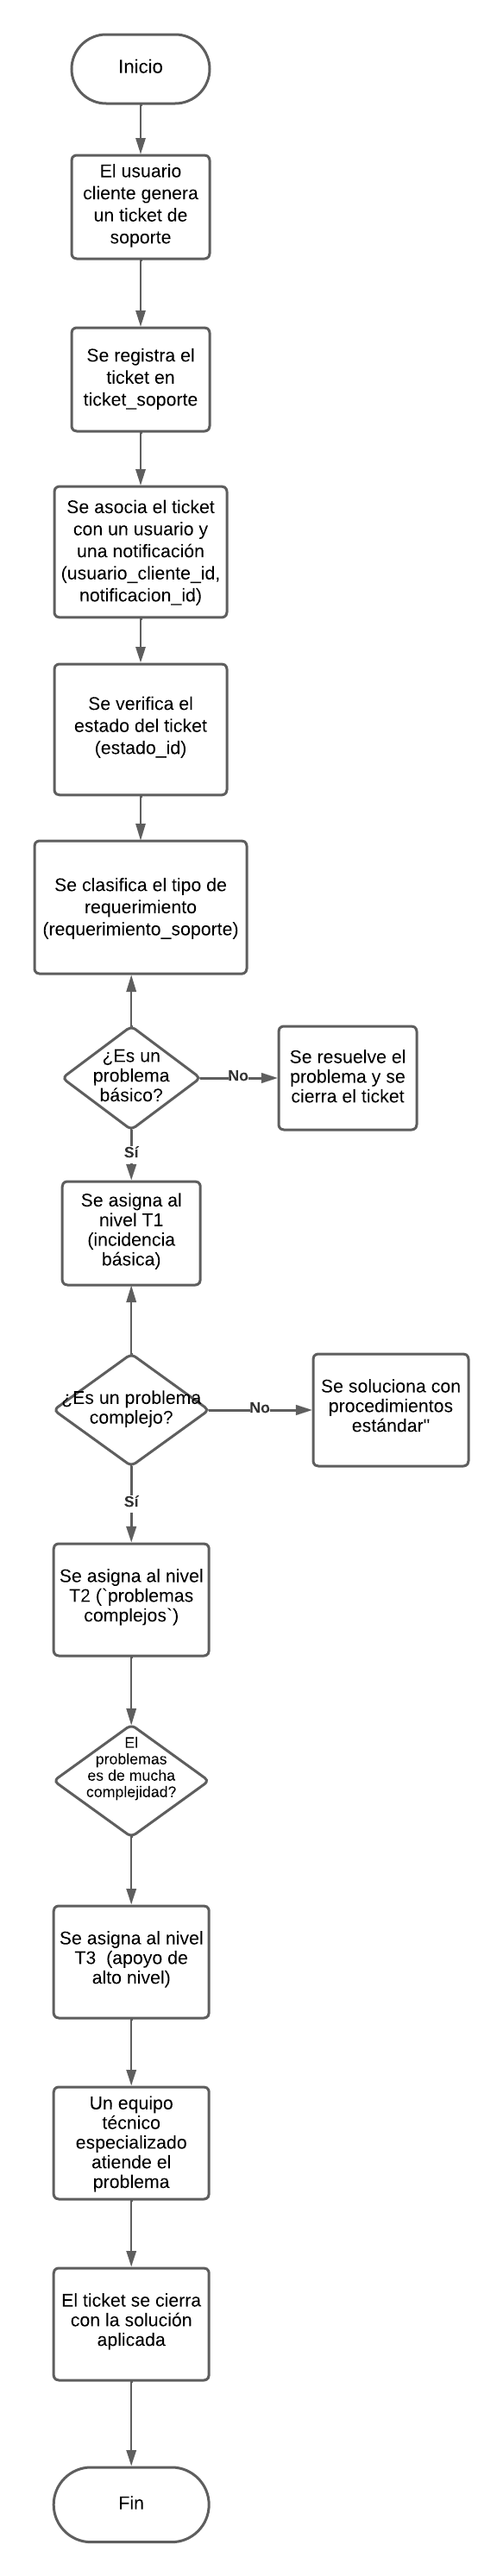 Inicio
El usuario
cliente genera
un ticket de
soporte
Se registra el
ticket en
ticket_soporte
Se asocia el ticket
con un usuario y
una notificación
(usuario_cliente_id,
notificacion_id)
Se verifica el
estado del ticket
(estado_id)
Se clasifica el tipo de
requerimiento
(requerimiento_soporte)
¿Es un
problema
básico?
No
Se resuelve el
problema y se
cierra el ticket
Sí
Se asigna al
nivel T1
(incidencia
básica)
¿Es un problema
complejo?
No
Se soluciona con
procedimientos
estándar"
Sí
Se asigna al nivel
T2 (`problemas
complejos`)
El
problemas
es de mucha
complejidad?
Se asigna al nivel
T3 (apoyo de
alto nivel)
Un equipo
técnico
especializado
atiende el
problema
El ticket se cierra
con la solución
aplicada
Fin